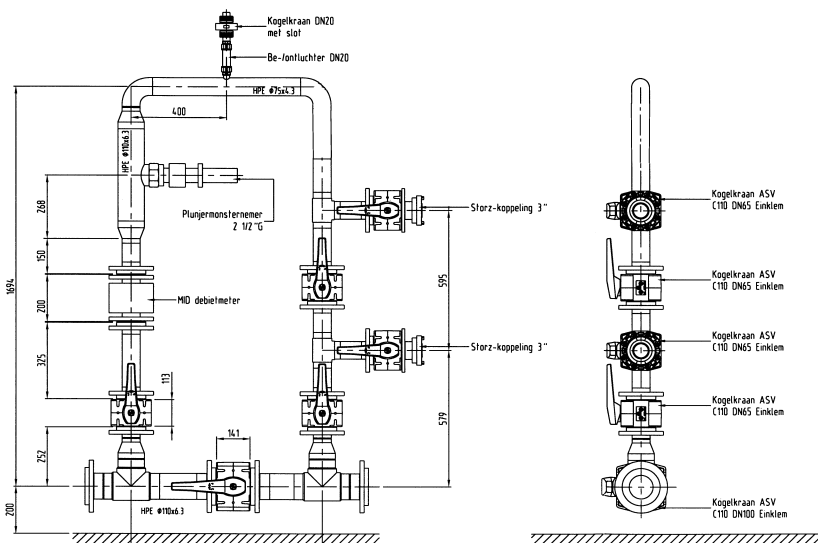 Kogelkraan DN20
met slot
Be-/ontluchter DN20
HPE Φ75x4.3
400
HPE Φ110x6.3
Plunjermonsternemer
2 1/2"G
Storz-koppeling 3"
268
150
1694
200
MID debietmeter
595
325
113
Storz-koppeling 3"
579
252
141
200
HPE Φ110x6.3
Kogelkraan ASV
C110 DN65 Einklem
Kogelkraan ASV
C110 DN65 Einklem
Kogelkraan ASV
C110 DN65 Einklem
Kogelkraan ASV
C110 DN65 Einklem
Kogelkraan ASV
C110 DN100 Einklem